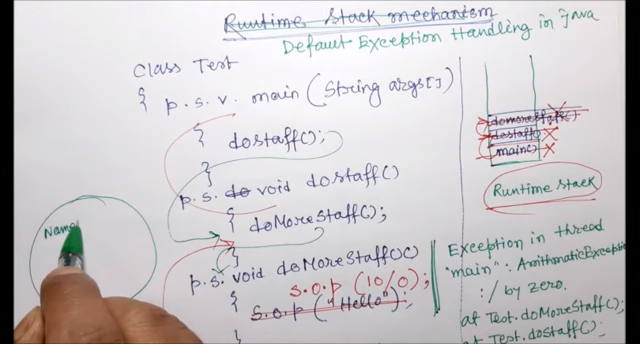 Runtime Stack mechanism
Default Exception Handling in Java
Class Test
{ p.s.v. main (String args[])
{ dostaff();
}
p.s. do void dostaff()
{ doMoreStaff();
}
p.s. void doMoreStaff()(
s.o.p (10/0);
{ s.o.p ("Hello");
}
Name
domorestaff()
dostaff()
main()
Runtime Stack
Exception in thread
"main": ArrithmaticException
:/ by zero.
at Test.doMoreStaff();
at Test.dostaff();